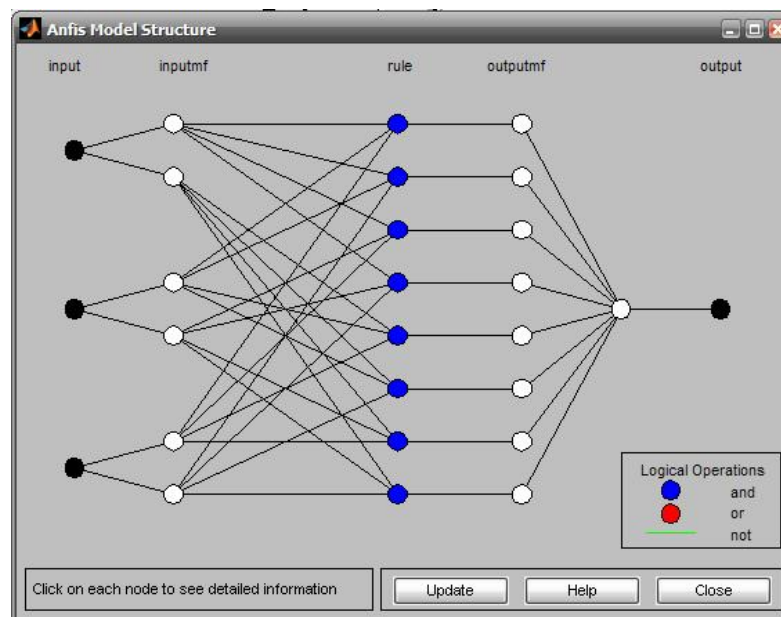 Anfis Model Structure
input inputmf rule outputmf output
Logical Operations
and
or
not
Click on each node to see detailed information
Update Help Close